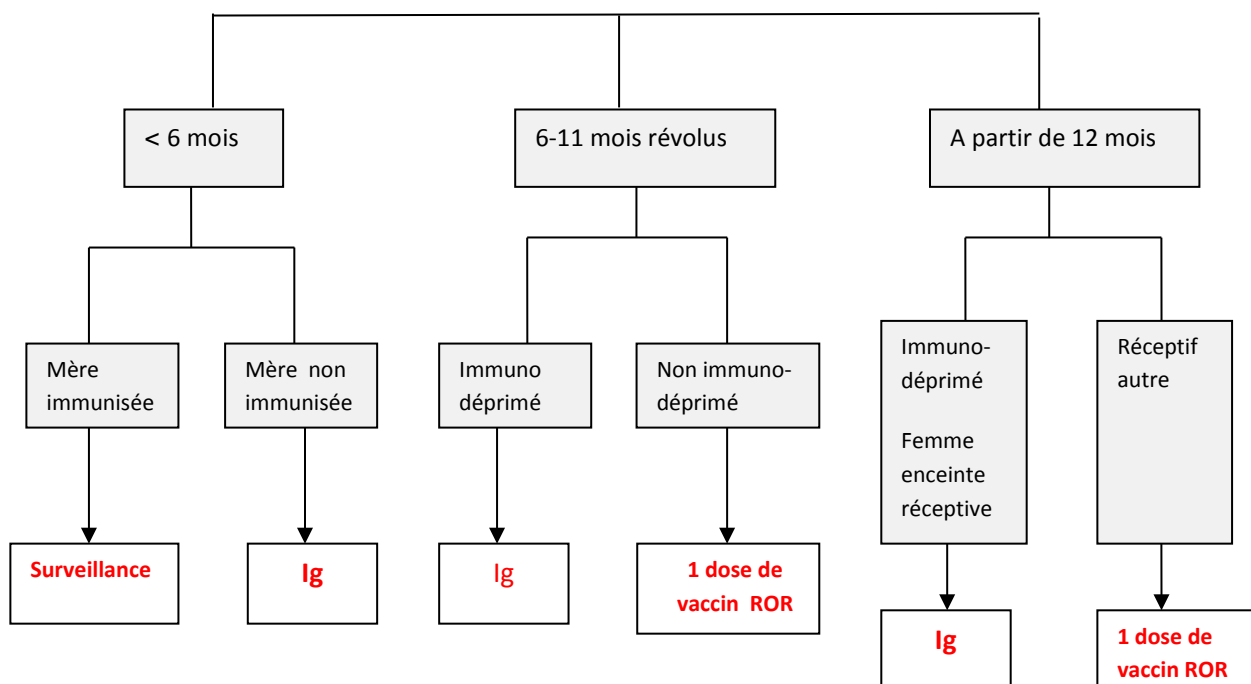 < 6 mois
6-11 mois révolus
A partir de 12 mois
Mère
immunisée
Mère non
immunisée
Immuno
déprimé
Non immuno-
déprimé
Immuno-
déprimé
Femme
enceinte
réceptive
Réceptif
autre
Surveillance
Ig
Ig
1 dose de
vaccin ROR
Ig
1 dose de
vaccin ROR